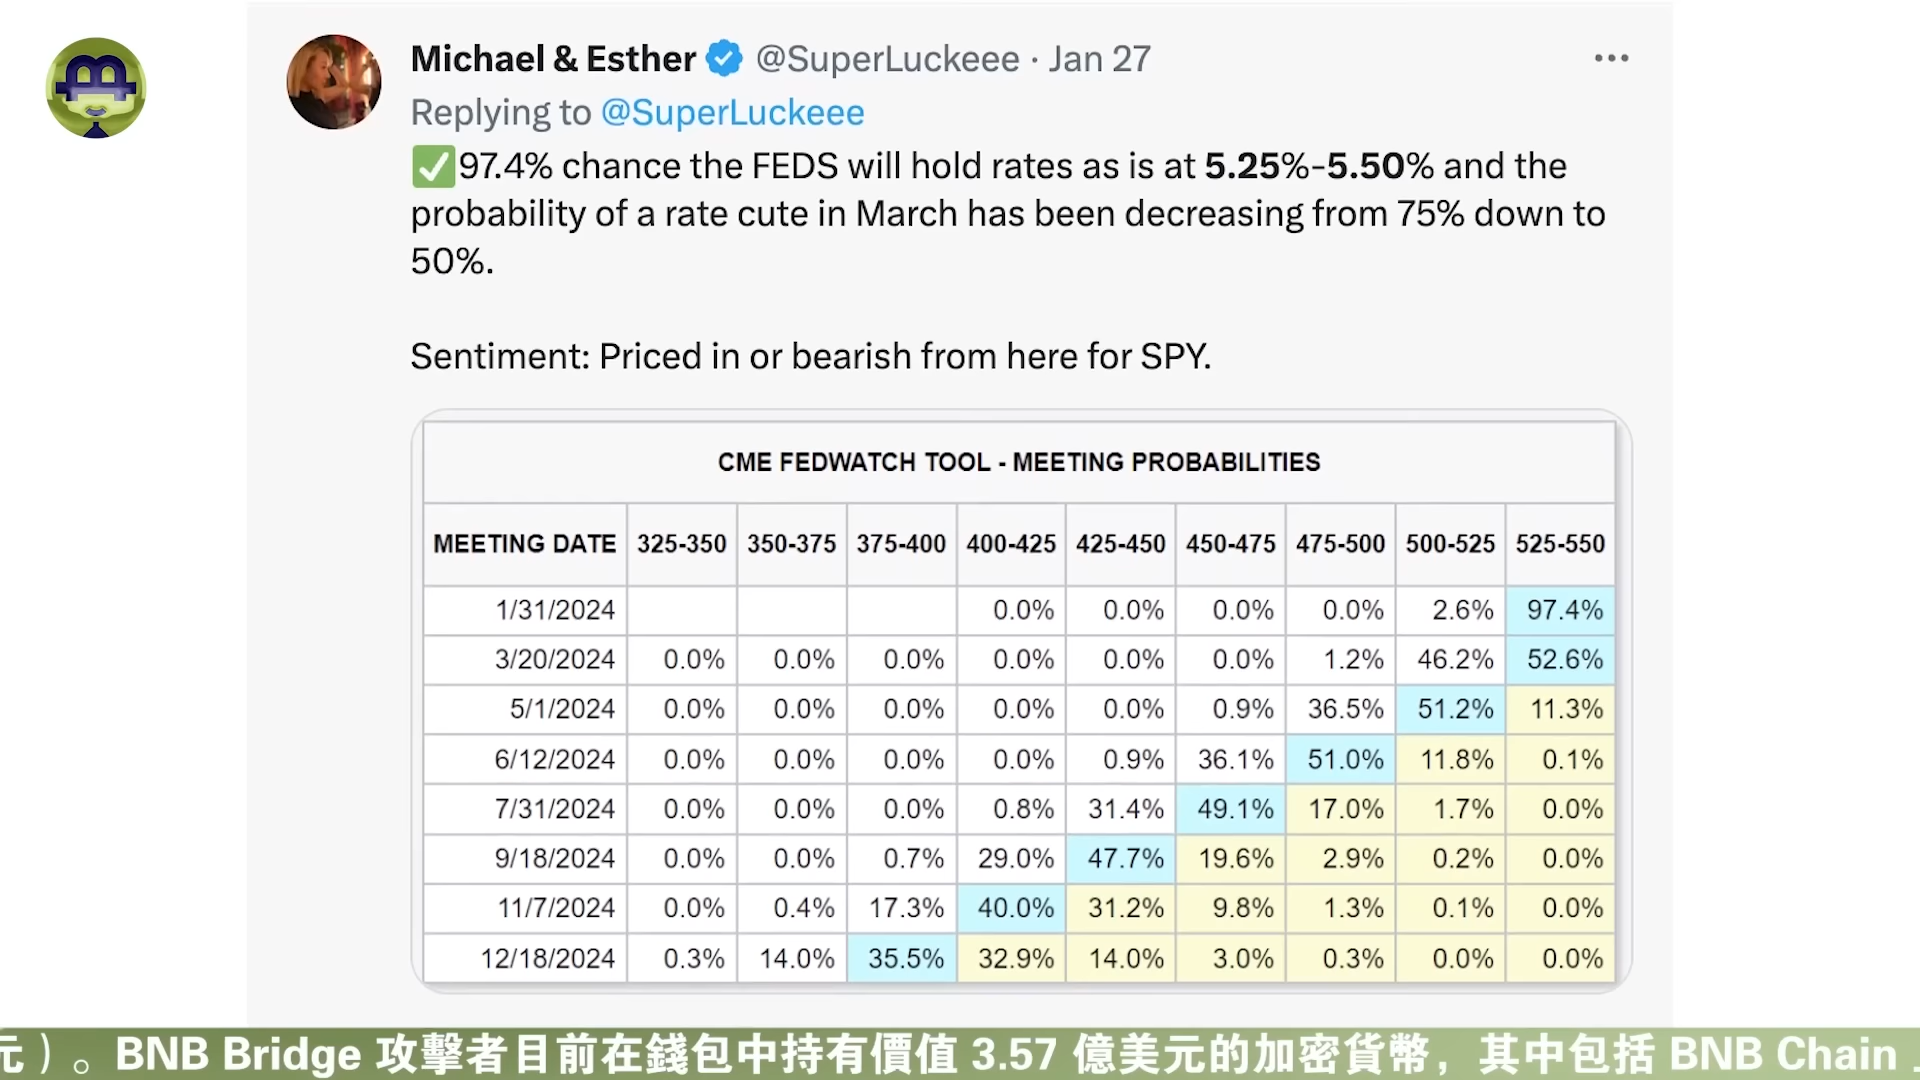 Michael & Esther @SuperLuckeee · Jan 27
Replying to @SuperLuckeee
✅97.4% chance the FEDS will hold rates as is at 5.25%-5.50% and the
probability of a rate cute in March has been decreasing from 75% down to
50%.
Sentiment: Priced in or bearish from here for SPY.
CME FEDWATCH TOOL - MEETING PROBABILITIES
MEETING DATE 325-350 350-375 375-400 400-425 425-450 450-475 475-500 500-525 525-550
1/31/2024 0.0% 0.0% 0.0% 0.0% 2.6% 97.4%
3/20/2024 0.0% 0.0% 0.0% 0.0% 0.0% 0.0% 1.2% 46.2% 52.6%
5/1/2024 0.0% 0.0% 0.0% 0.0% 0.0% 0.9% 36.5% 51.2% 11.3%
6/12/2024 0.0% 0.0% 0.0% 0.0% 0.9% 36.1% 51.0% 11.8% 0.1%
7/31/2024 0.0% 0.0% 0.0% 0.8% 31.4% 49.1% 17.0% 1.7% 0.0%
9/18/2024 0.0% 0.0% 0.7% 29.0% 47.7% 19.6% 2.9% 0.2% 0.0%
11/7/2024 0.0% 0.4% 17.3% 40.0% 31.2% 9.8% 1.3% 0.1% 0.0%
12/18/2024 0.3% 14.0% 35.5% 32.9% 14.0% 3.0% 0.3% 0.0% 0.0%
元）。BNB Bridge 攻擊者目前在錢包中持有價值 3.57 億美元的加密貨幣，其中包括 BNB Chain